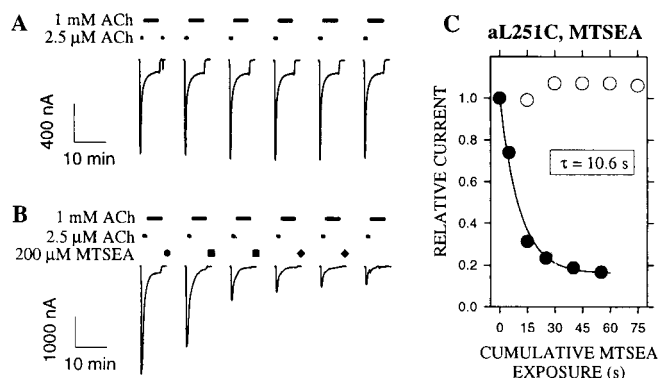 A
1 mM ACh
2.5 µM ACh
400 nA
10 min
B
1 mM ACh
2.5 µM ACh
200 µM MTSEA
1000 nA
10 min
C
aL251C, MTSEA
RELATIVE CURRENT
1.0
0.8
0.6
0.4
0.2
0.0
τ = 10.6 s
0 15 30 45 60 75
CUMULATIVE MTSEA
EXPOSURE (s)